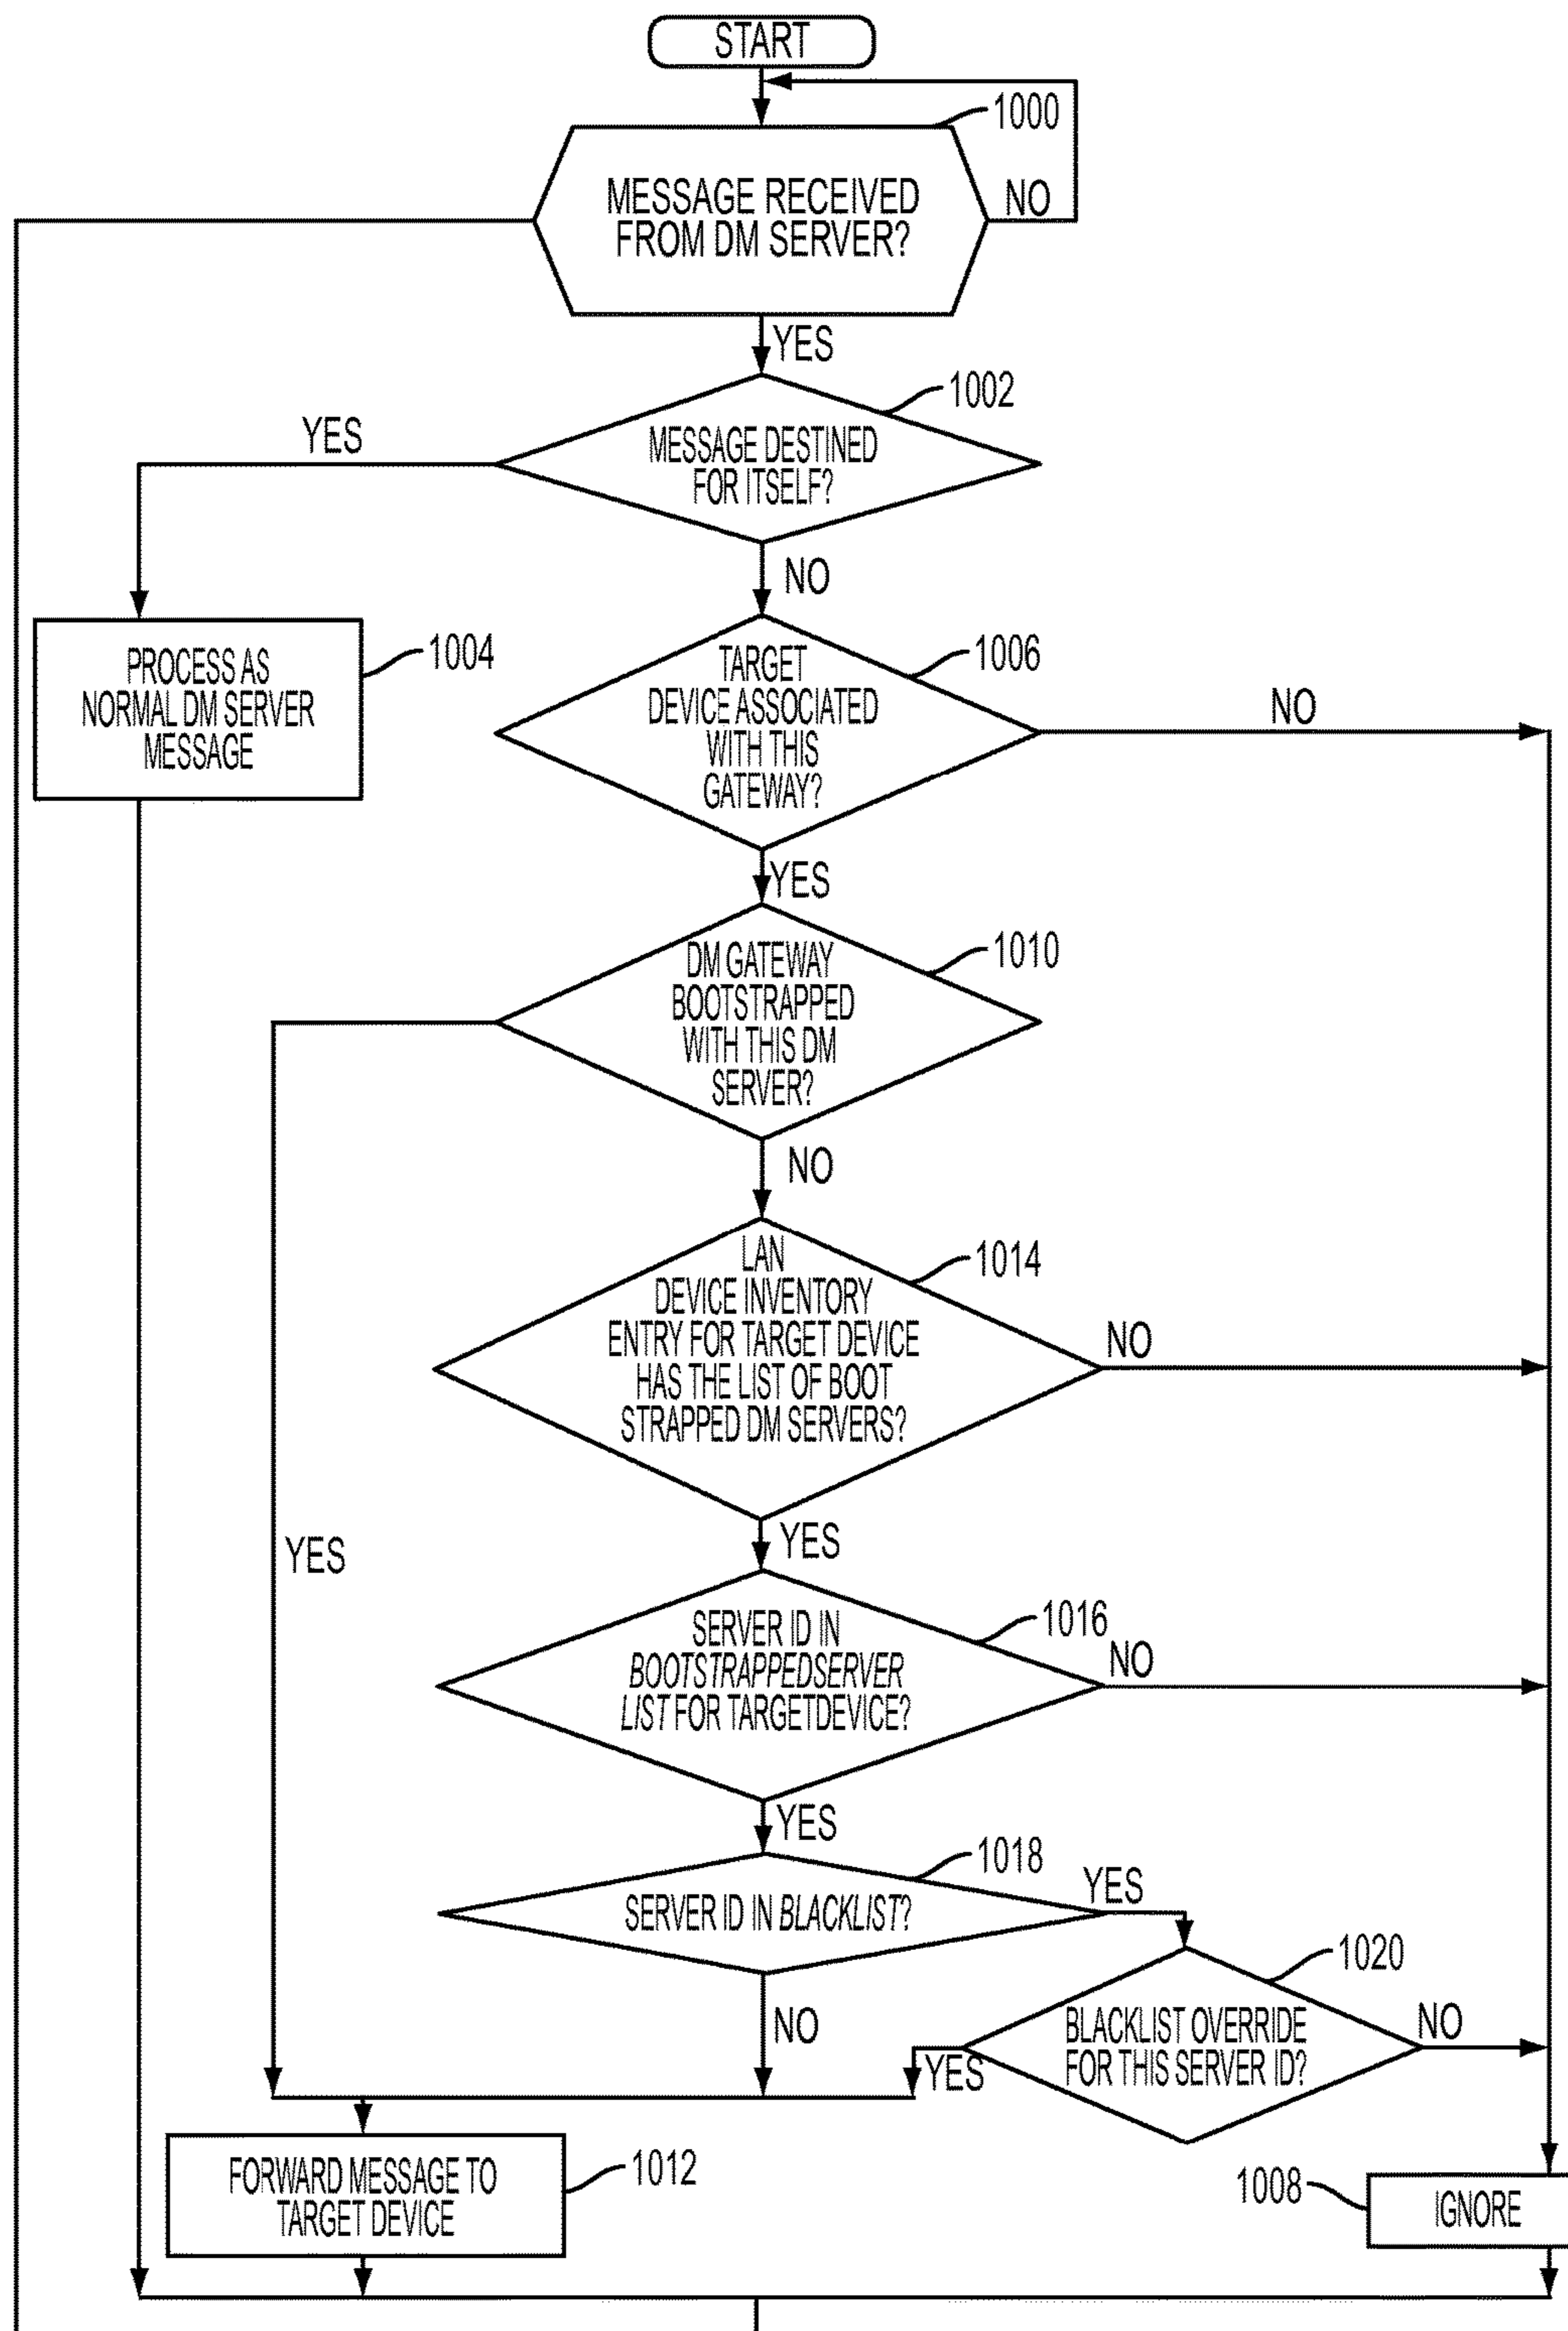 START
1000
MESSAGE RECEIVED
FROM DM SERVER?
NO
YES
1002
MESSAGE DESTINED
FOR ITSELF?
YES
NO
PROCESS AS
NORMAL DM SERVER
MESSAGE
1004
TARGET
DEVICE ASSOCIATED
WITH THIS
GATEWAY?
1006
NO
YES
DM GATEWAY
BOOTSTRAPPED
WITH THIS DM
SERVER?
1010
NO
LAN
DEVICE INVENTORY
ENTRY FOR TARGET DEVICE
HAS THE LIST OF BOOT
STRAPPED DM SERVERS?
1014
NO
YES
YES
SERVER ID IN
BOOTSTRAPPEDSERVER
LIST FOR TARGETDEVICE?
1016
NO
YES
1018
SERVER ID IN BLACKLIST?
YES
NO
1020
BLACKLIST OVERRIDE
FOR THIS SERVER ID?
NO
YES
FORWARD MESSAGE TO
TARGET DEVICE
1012
1008
IGNORE